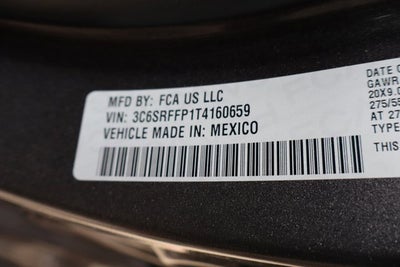 MFD BY: FCA US LLC
VIN: 3C6SRFFP1T4160659
VEHICLE MADE IN: MEXICO
DATE O
GAWR
20X9.0
275/55
AT 27
TYPE
THIS